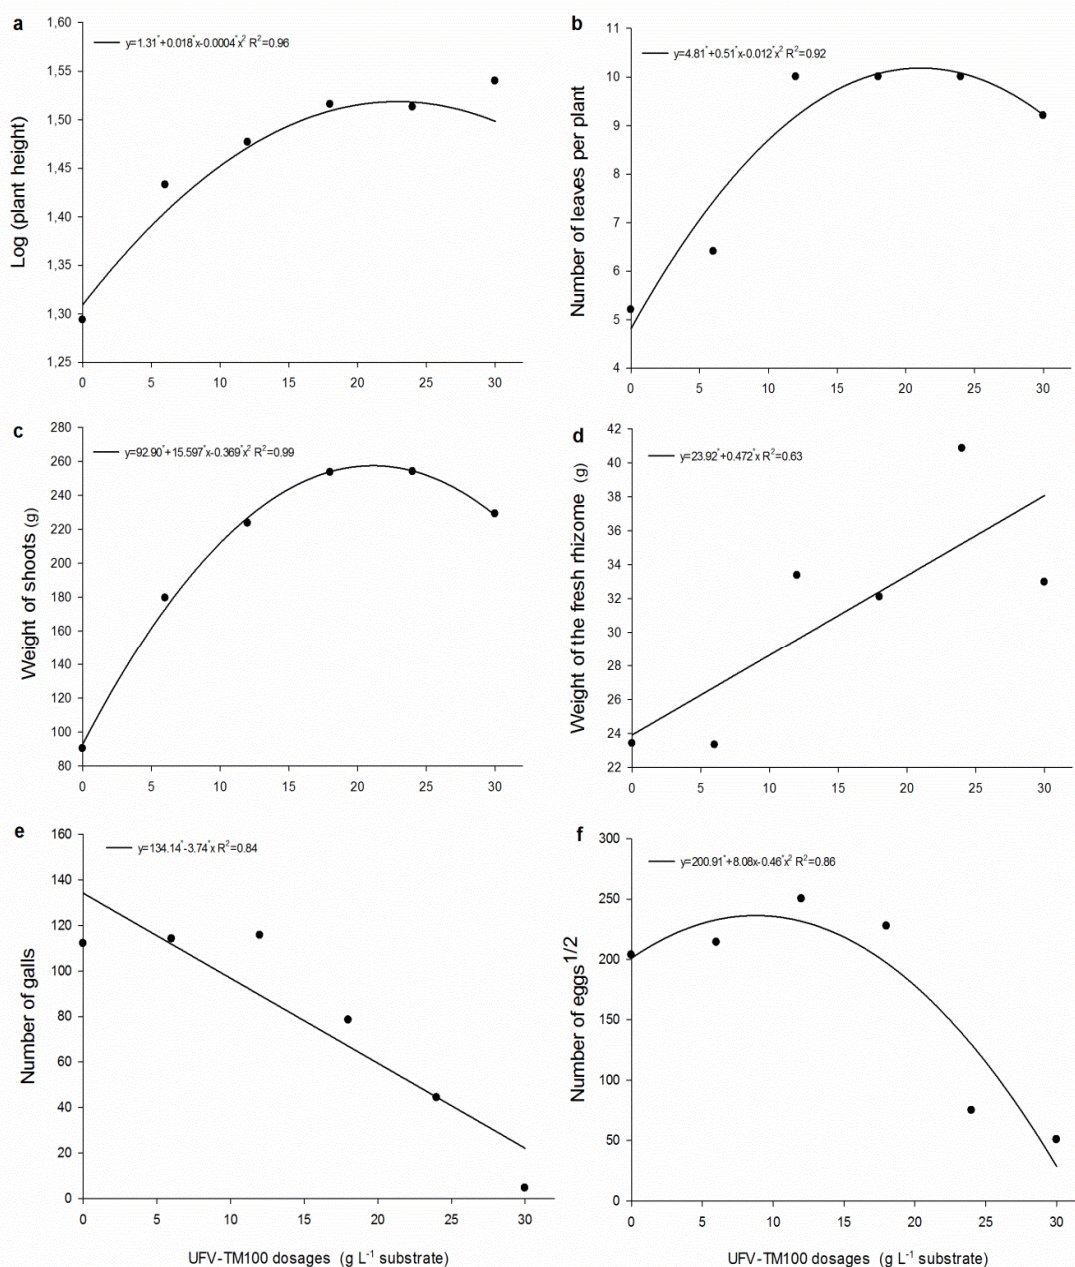 a
y=1.31*+0.018*x-0.0004*x² R²=0.96
Log (plant height)
1,60
1,55
1,50
1,45
1,40
1,35
1,30
1,25
0 5 10 15 20 25 30
b
y=4.81*+0.51*x-0.012*x² R²=0.92
Number of leaves per plant
11
10
9
8
7
6
5
4
0 5 10 15 20 25 30
c
y=92.90*+15.597*x-0.369*x² R²=0.99
Weight of shoots (g)
280
260
240
220
200
180
160
140
120
100
80
0 5 10 15 20 25 30
d
y=23.92*+0.472*x R²=0.63
Weight of the fresh rhizome (g)
42
40
38
36
34
32
30
28
26
24
22
0 5 10 15 20 25 30
e
y=134.14*-3.74*x R²=0.84
Number of galls
160
140
120
100
80
60
40
20
0
0 5 10 15 20 25 30
UFV-TM100 dosages (g L⁻¹ substrate)
f
y=200.91*+8.08x-0.46*x² R²=0.86
Number of eggs^1/2
300
250
200
150
100
50
0
0 5 10 15 20 25 30
UFV-TM100 dosages (g L⁻¹ substrate)